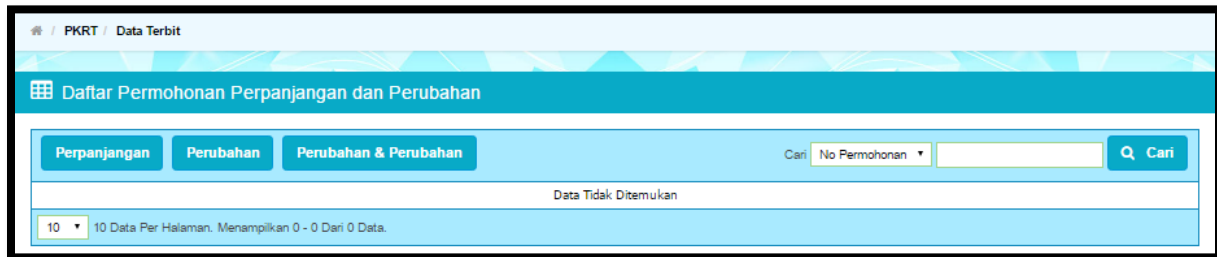 / PKRT / Data Terbit
Daftar Permohonan Perpanjangan dan Perubahan
Perpanjangan Perubahan Perubahan & Perubahan Cari No Permohonan Cari
Data Tidak Ditemukan
10 10 Data Per Halaman. Menampilkan 0 - 0 Dari 0 Data.